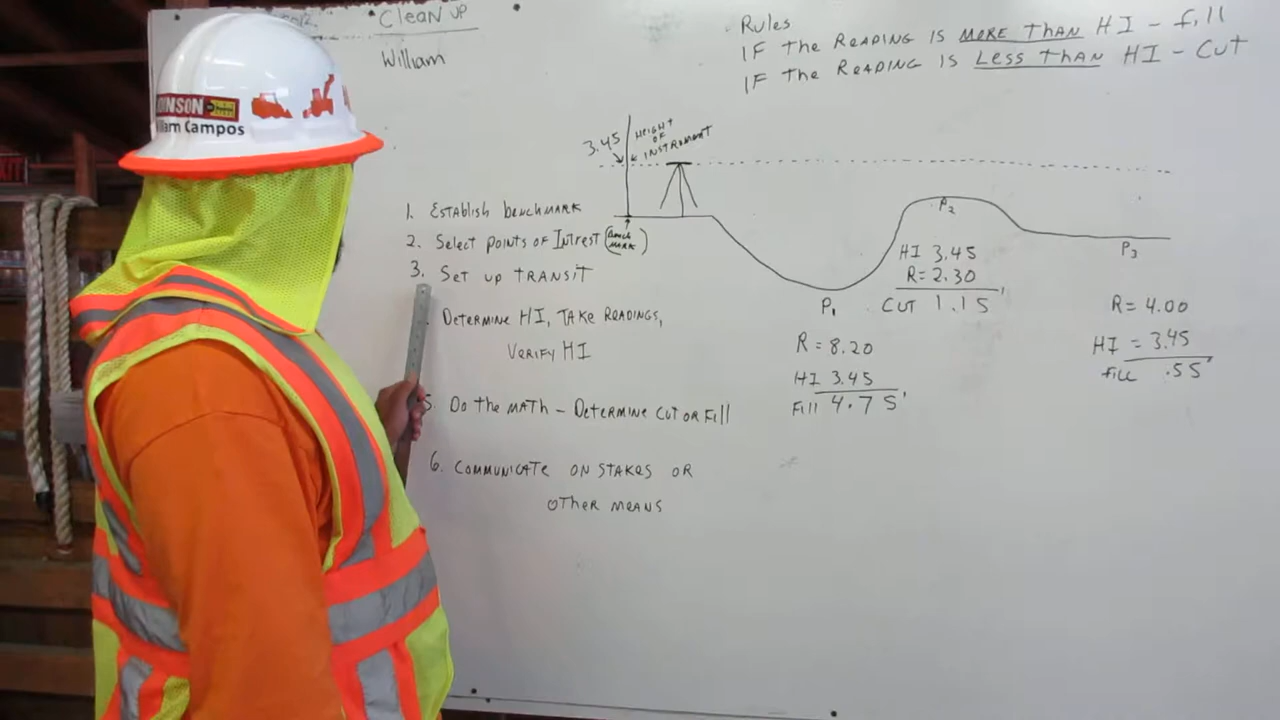 CLEAN UP
William
Rules
IF the READING IS MORE THAN HI - fill
IF the READING IS LESS THAN HI - CUT
INSON
iam Campos
3.45
HEIGHT
OF
INSTRUMENT
1. ESTABLISH benchMARK
2. Select POINTS OF INTREST (BENCH MARK)
3. Set up TRANSIT
DETERMINE HI, TAKE READINGS,
VERIFY HI
5. DO the MATH - DETERMINE CUT OR Fill
6. COMMUNICATE ON STAKES OR
OTHER MEANS
P1
R = 8.20
HI 3.45
Fill 4.75'
P2
HI 3.45
R = 2.30
CUT 1.15'
P3
R = 4.00
HI = 3.45
Fill .55'